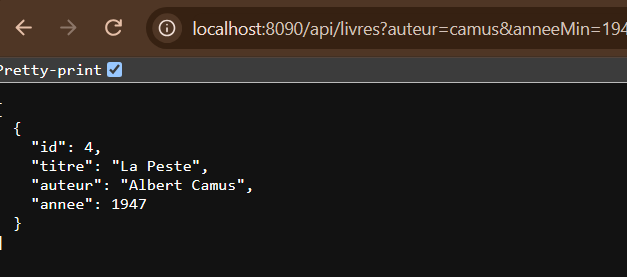 localhost:8090/api/livres?auteur=camus&anneeMin=194
Pretty-print
[
{
"id": 4,
"titre": "La Peste",
"auteur": "Albert Camus",
"annee": 1947
}
]